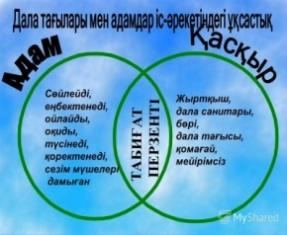 Дала тағылары мен адамдар іс-әрекетіндегі ұқсастық
Адам
Қасқыр
Сөйлейді,
еңбектенеді,
ойлайды,
оқиды,
түсінеді,
қоректенеді,
сезім мүшелері
дамыған
ТАБИҒАТ
ПЕРЗЕНТІ
Жыртқыш,
дала санитары,
бөрі,
дала тағысы,
қомағай,
мейірімсіз
MyShared